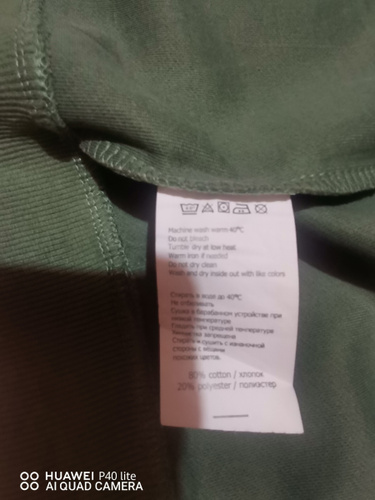 Machine wash warm 40°C
Do not bleach
Tumble dry at low heat
Warm iron if needed
Do not dry clean
Wash and dry inside out with like colors
Стирать в воде до 40°C
Не отбеливать
Сушка в барабанном устройстве при
низкой температуре
Гладить при средней температуре
запрещена
Стирать и сушить с изнаночной
стороны с вещами
цветов.
80% cotton / хлопок
20% polyester / полиэстер
HUAWEI P40 lite
AI QUAD CAMERA